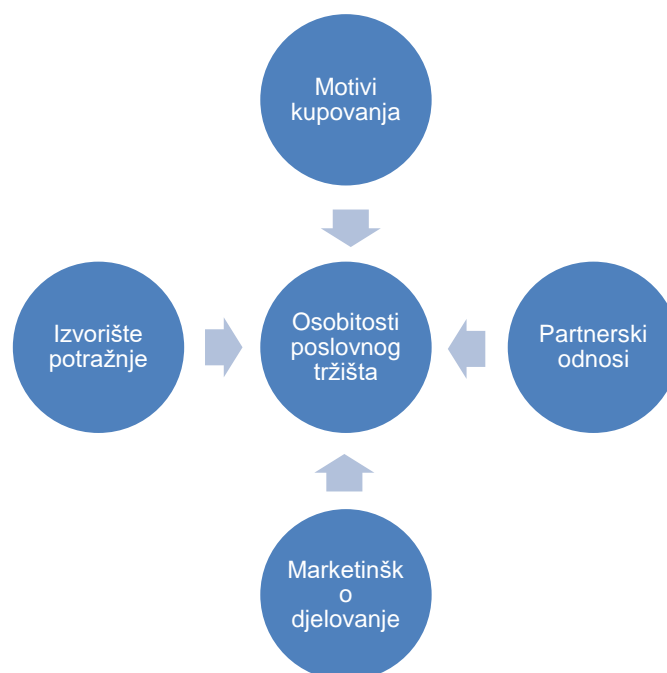 Motivi
kupovanja
Izvorište
potražnje
Osobitosti
poslovnog
tržišta
Partnerski
odnosi
Marketinšk
o
djelovanje